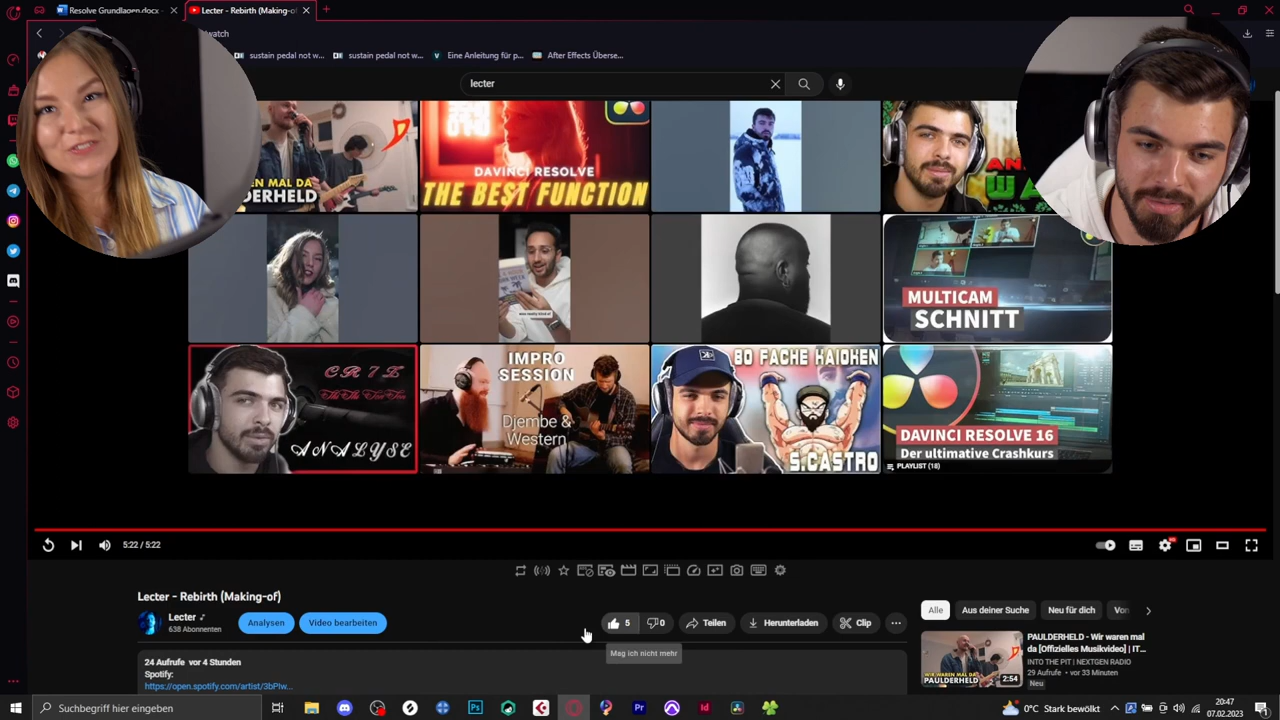 Resolve Grundlagen.docx
Lecter - Rebirth (Making-of)
watch
sustain pedal not w...
sustain pedal not w...
Eine Anleitung für p...
After Effects Überse...
lecter
EN MAL DA
DAVINCI RESOLVE
THE BEST FUNCTION
MULTICAM
SCHNITT
CR7Z
ANALYSE
IMPRO
SESSION
Djembe &
Western
80 FACHE KAIOKEN
S.CASTRO
DAVINCI RESOLVE 16
Der ultimative Crashkurs
PLAYLIST (18)
5:22 / 5:22
Lecter - Rebirth (Making-of)
Lecter
638 Abonnenten
Analysen
Video bearbeiten
5
0
Teilen
Herunterladen
Clip
Mag ich nicht mehr
24 Aufrufe vor 4 Stunden
Spotify:
https://open.spotify.com/artist/3bPlw...
Alle
Aus deiner Suche
Neu für dich
Von
PAULDERHELD - Wir waren mal
da [Offizielles Musikvideo] | IT...
INTO THE PIT | NEXTGEN RADIO
29 Aufrufe • vor 33 Minuten
Neu
2:54
Suchbegriff hier eingeben
0°C Stark bewölkt
20:47
07.02.2023